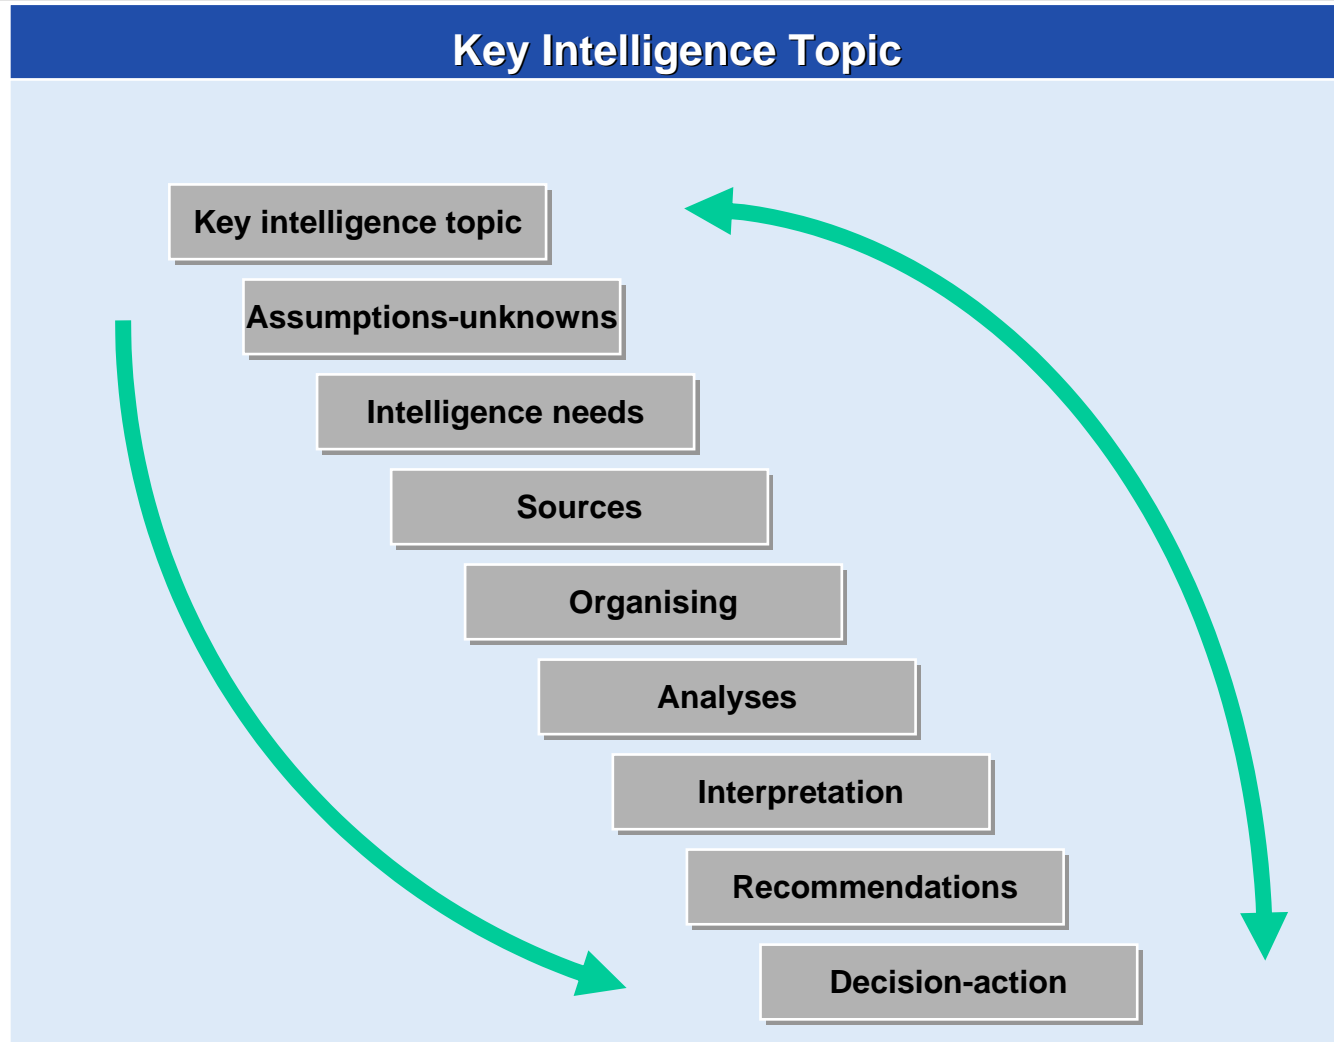 Key Intelligence Topic
Key intelligence topic
Assumptions-unknowns
Intelligence needs
Sources
Organising
Analyses
Interpretation
Recommendations
Decision-action